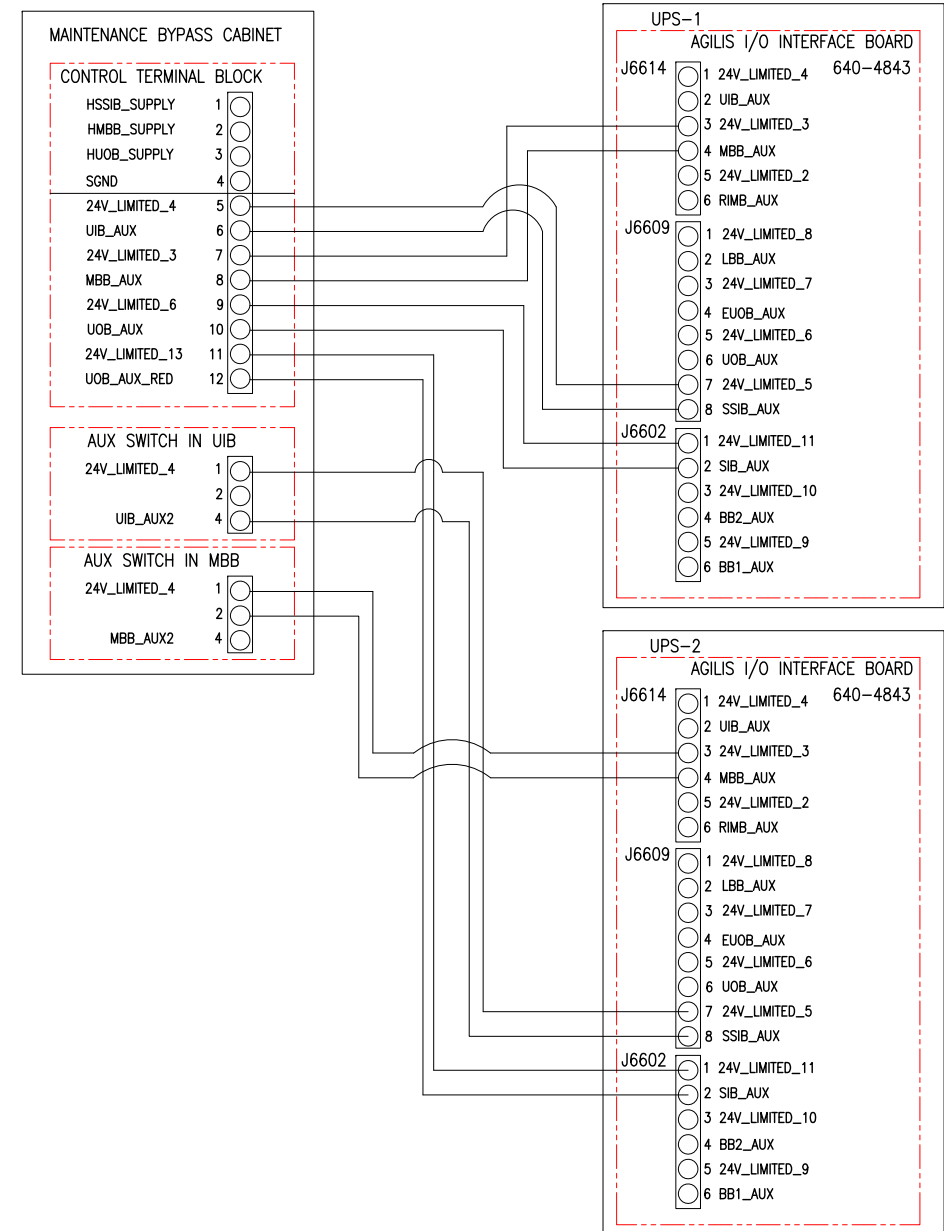 MAINTENANCE BYPASS CABINET
CONTROL TERMINAL BLOCK
HSSIB_SUPPLY 1
HMBB_SUPPLY 2
HUOB_SUPPLY 3
SGND 4
24V_LIMITED_4 5
UIB_AUX 6
24V_LIMITED_3 7
MBB_AUX 8
24V_LIMITED_6 9
UOB_AUX 10
24V_LIMITED_13 11
UOB_AUX_RED 12
AUX SWITCH IN UIB
24V_LIMITED_4 1
2
UIB_AUX2 4
AUX SWITCH IN MBB
24V_LIMITED_4 1
2
MBB_AUX2 4
UPS-1
AGILIS I/O INTERFACE BOARD
640-4843
J6614
1 24V_LIMITED_4
2 UIB_AUX
3 24V_LIMITED_3
4 MBB_AUX
5 24V_LIMITED_2
6 RIMB_AUX
J6609
1 24V_LIMITED_8
2 LBB_AUX
3 24V_LIMITED_7
4 EUOB_AUX
5 24V_LIMITED_6
6 UOB_AUX
7 24V_LIMITED_5
8 SSIB_AUX
J6602
1 24V_LIMITED_11
2 SIB_AUX
3 24V_LIMITED_10
4 BB2_AUX
5 24V_LIMITED_9
6 BB1_AUX
UPS-2
AGILIS I/O INTERFACE BOARD
640-4843
J6614
1 24V_LIMITED_4
2 UIB_AUX
3 24V_LIMITED_3
4 MBB_AUX
5 24V_LIMITED_2
6 RIMB_AUX
J6609
1 24V_LIMITED_8
2 LBB_AUX
3 24V_LIMITED_7
4 EUOB_AUX
5 24V_LIMITED_6
6 UOB_AUX
7 24V_LIMITED_5
8 SSIB_AUX
J6602
1 24V_LIMITED_11
2 SIB_AUX
3 24V_LIMITED_10
4 BB2_AUX
5 24V_LIMITED_9
6 BB1_AUX